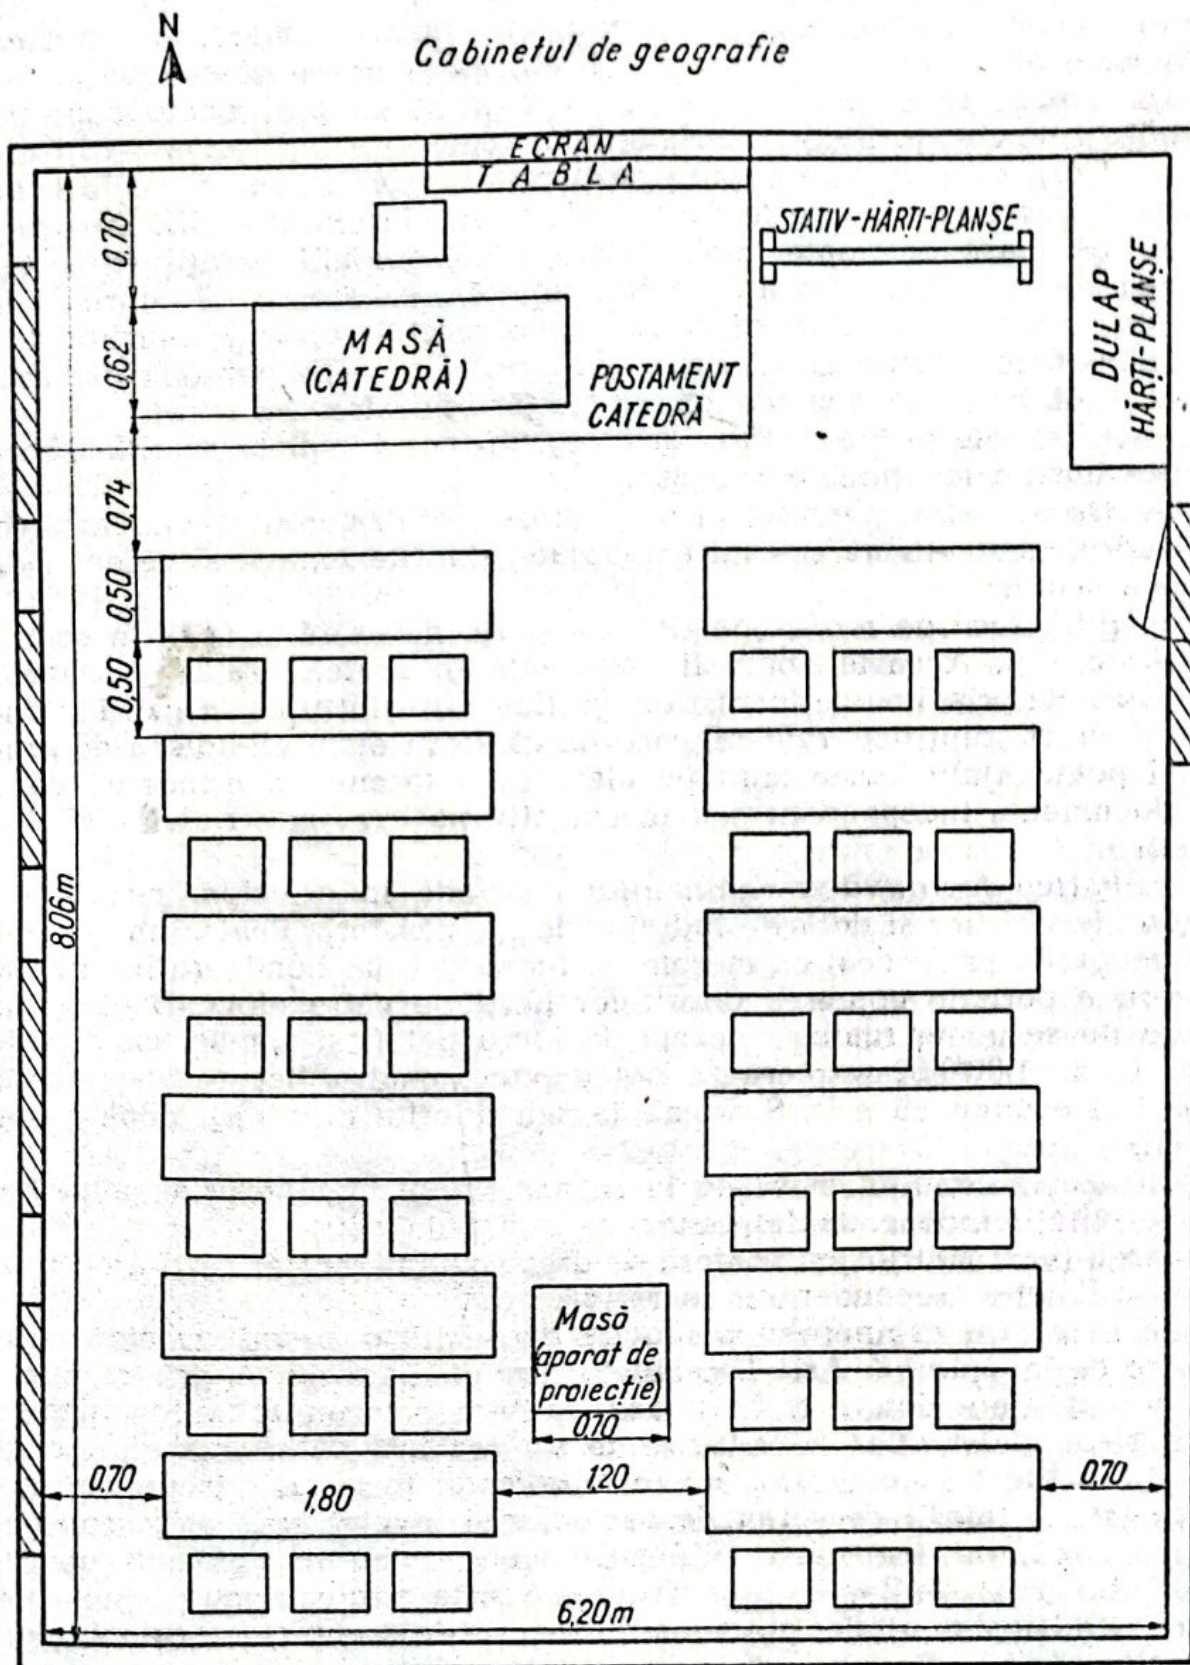 N
Cabinetul de geografie
ECRAN
TABLA
STATIV-HĂRȚI-PLANȘE
DULAP
HĂRȚI-PLANȘE
0,70
0,62
MASĂ
(CATEDRĂ)
POSTAMENT
CATEDRĂ
0,74
0,50
0,50
8,06m
Masă
(aparat de
proiecție)
0,70
0,70
1,80
1,20
0,70
6,20m